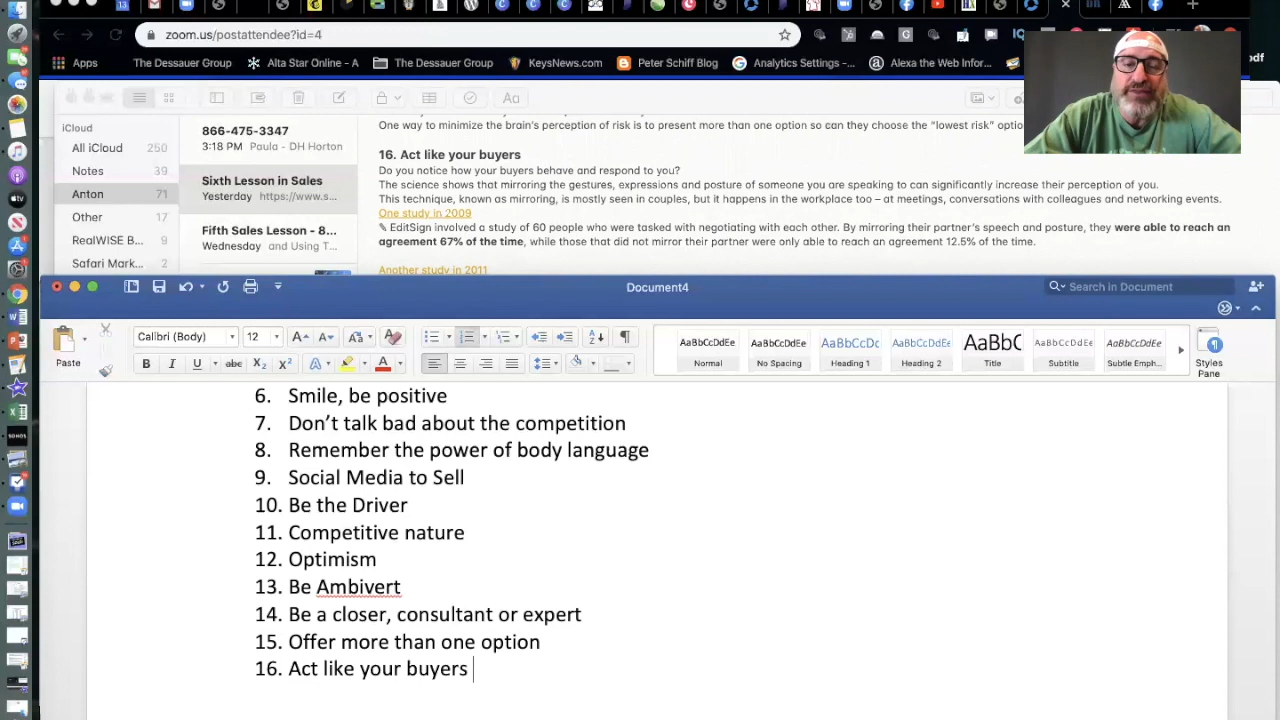 13
zoom.us/postattendee?id=4
Apps
The Dessauer Group
Alta Star Online - A
The Dessauer Group
KeysNews.com
Peter Schiff Blog
Analytics Settings -...
Alexa the Web Infor...
pdf
Aa
iCloud
All iCloud 250
Notes 39
Anton 71
Other 17
RealWISE B... 9
Safari Mark... 2
866-475-3347
3:18 PM Paula - DH Horton
Sixth Lesson in Sales
Yesterday https://www.s...
Fifth Sales Lesson - 8...
Wednesday and Using T...
One way to minimize the brain's perception of risk is to present more than one option so can they choose the “lowest risk” optio
16. Act like your buyers
Do you notice how your buyers behave and respond to you?
The science shows that mirroring the gestures, expressions and posture of someone you are speaking to can significantly increase their perception of you.
This technique, known as mirroring, is mostly seen in couples, but it happens in the workplace too – at meetings, conversations with colleagues and networking events.
One study in 2009
% EditSign involved a study of 60 people who were tasked with negotiating with each other. By mirroring their partner's speech and posture, they were able to reach an
agreement 67% of the time, while those that did not mirror their partner were only able to reach an agreement 12.5% of the time.
Another study in 2011
Document4
Search in Document
Paste
Calibri (Body)
12
AaBbCcDdEe
Normal
AaBbCcDdEe
No Spacing
AaBbCcDc
Heading 1
AaBbCcDdEe
Heading 2
AaBbC
Title
AaBbCcDdEe
Subtitle
AaBbCcDdEe
Subtle Emph...
Styles
Pane
6. Smile, be positive
7. Don’t talk bad about the competition
8. Remember the power of body language
9. Social Media to Sell
10. Be the Driver
11. Competitive nature
12. Optimism
13. Be Ambivert
14. Be a closer, consultant or expert
15. Offer more than one option
16. Act like your buyers